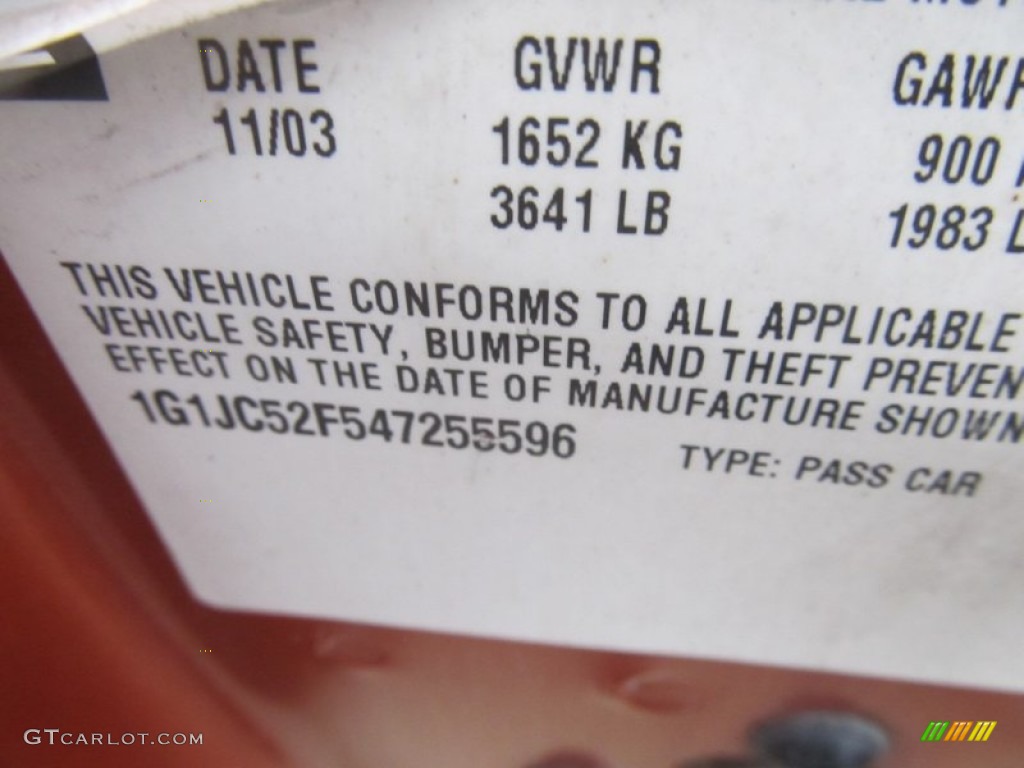 DATE GVWR GAWR
11/03 1652 KG 900
3641 LB 1983
THIS VEHICLE CONFORMS TO ALL APPLICABLE
VEHICLE SAFETY, BUMPER, AND THEFT PREVEN
EFFECT ON THE DATE OF MANUFACTURE SHOWN
1G1JC52F547255596 TYPE: PASS CAR
GTCARLOT.COM